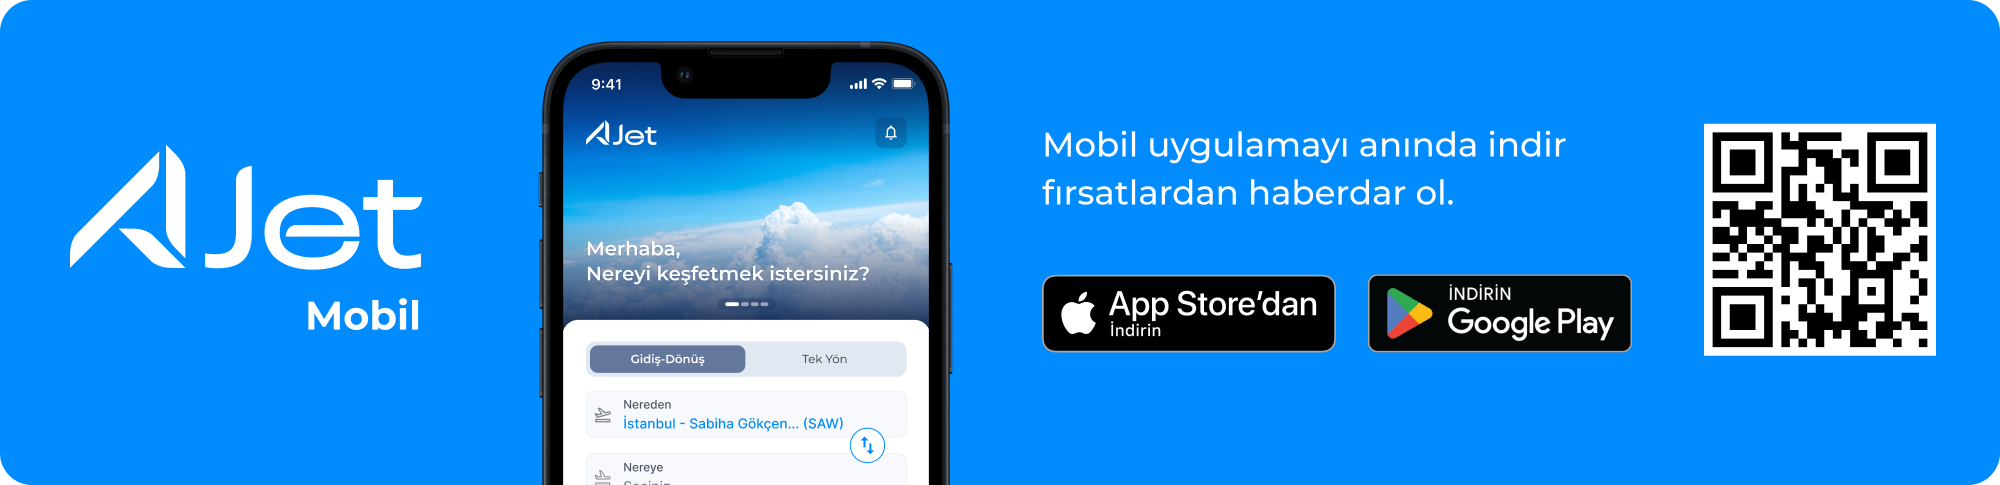 AJet
Mobil
9:41
AJet
Merhaba,
Nereyi keşfetmek istersiniz?
Gidiş-Dönüş
Tek Yön
Nereden
İstanbul - Sabiha Gökçen... (SAW)
Nereye
Mobil uygulamayı anında indir
fırsatlardan haberdar ol.
App Store'dan
İndirin
İNDİRİN
Google Play